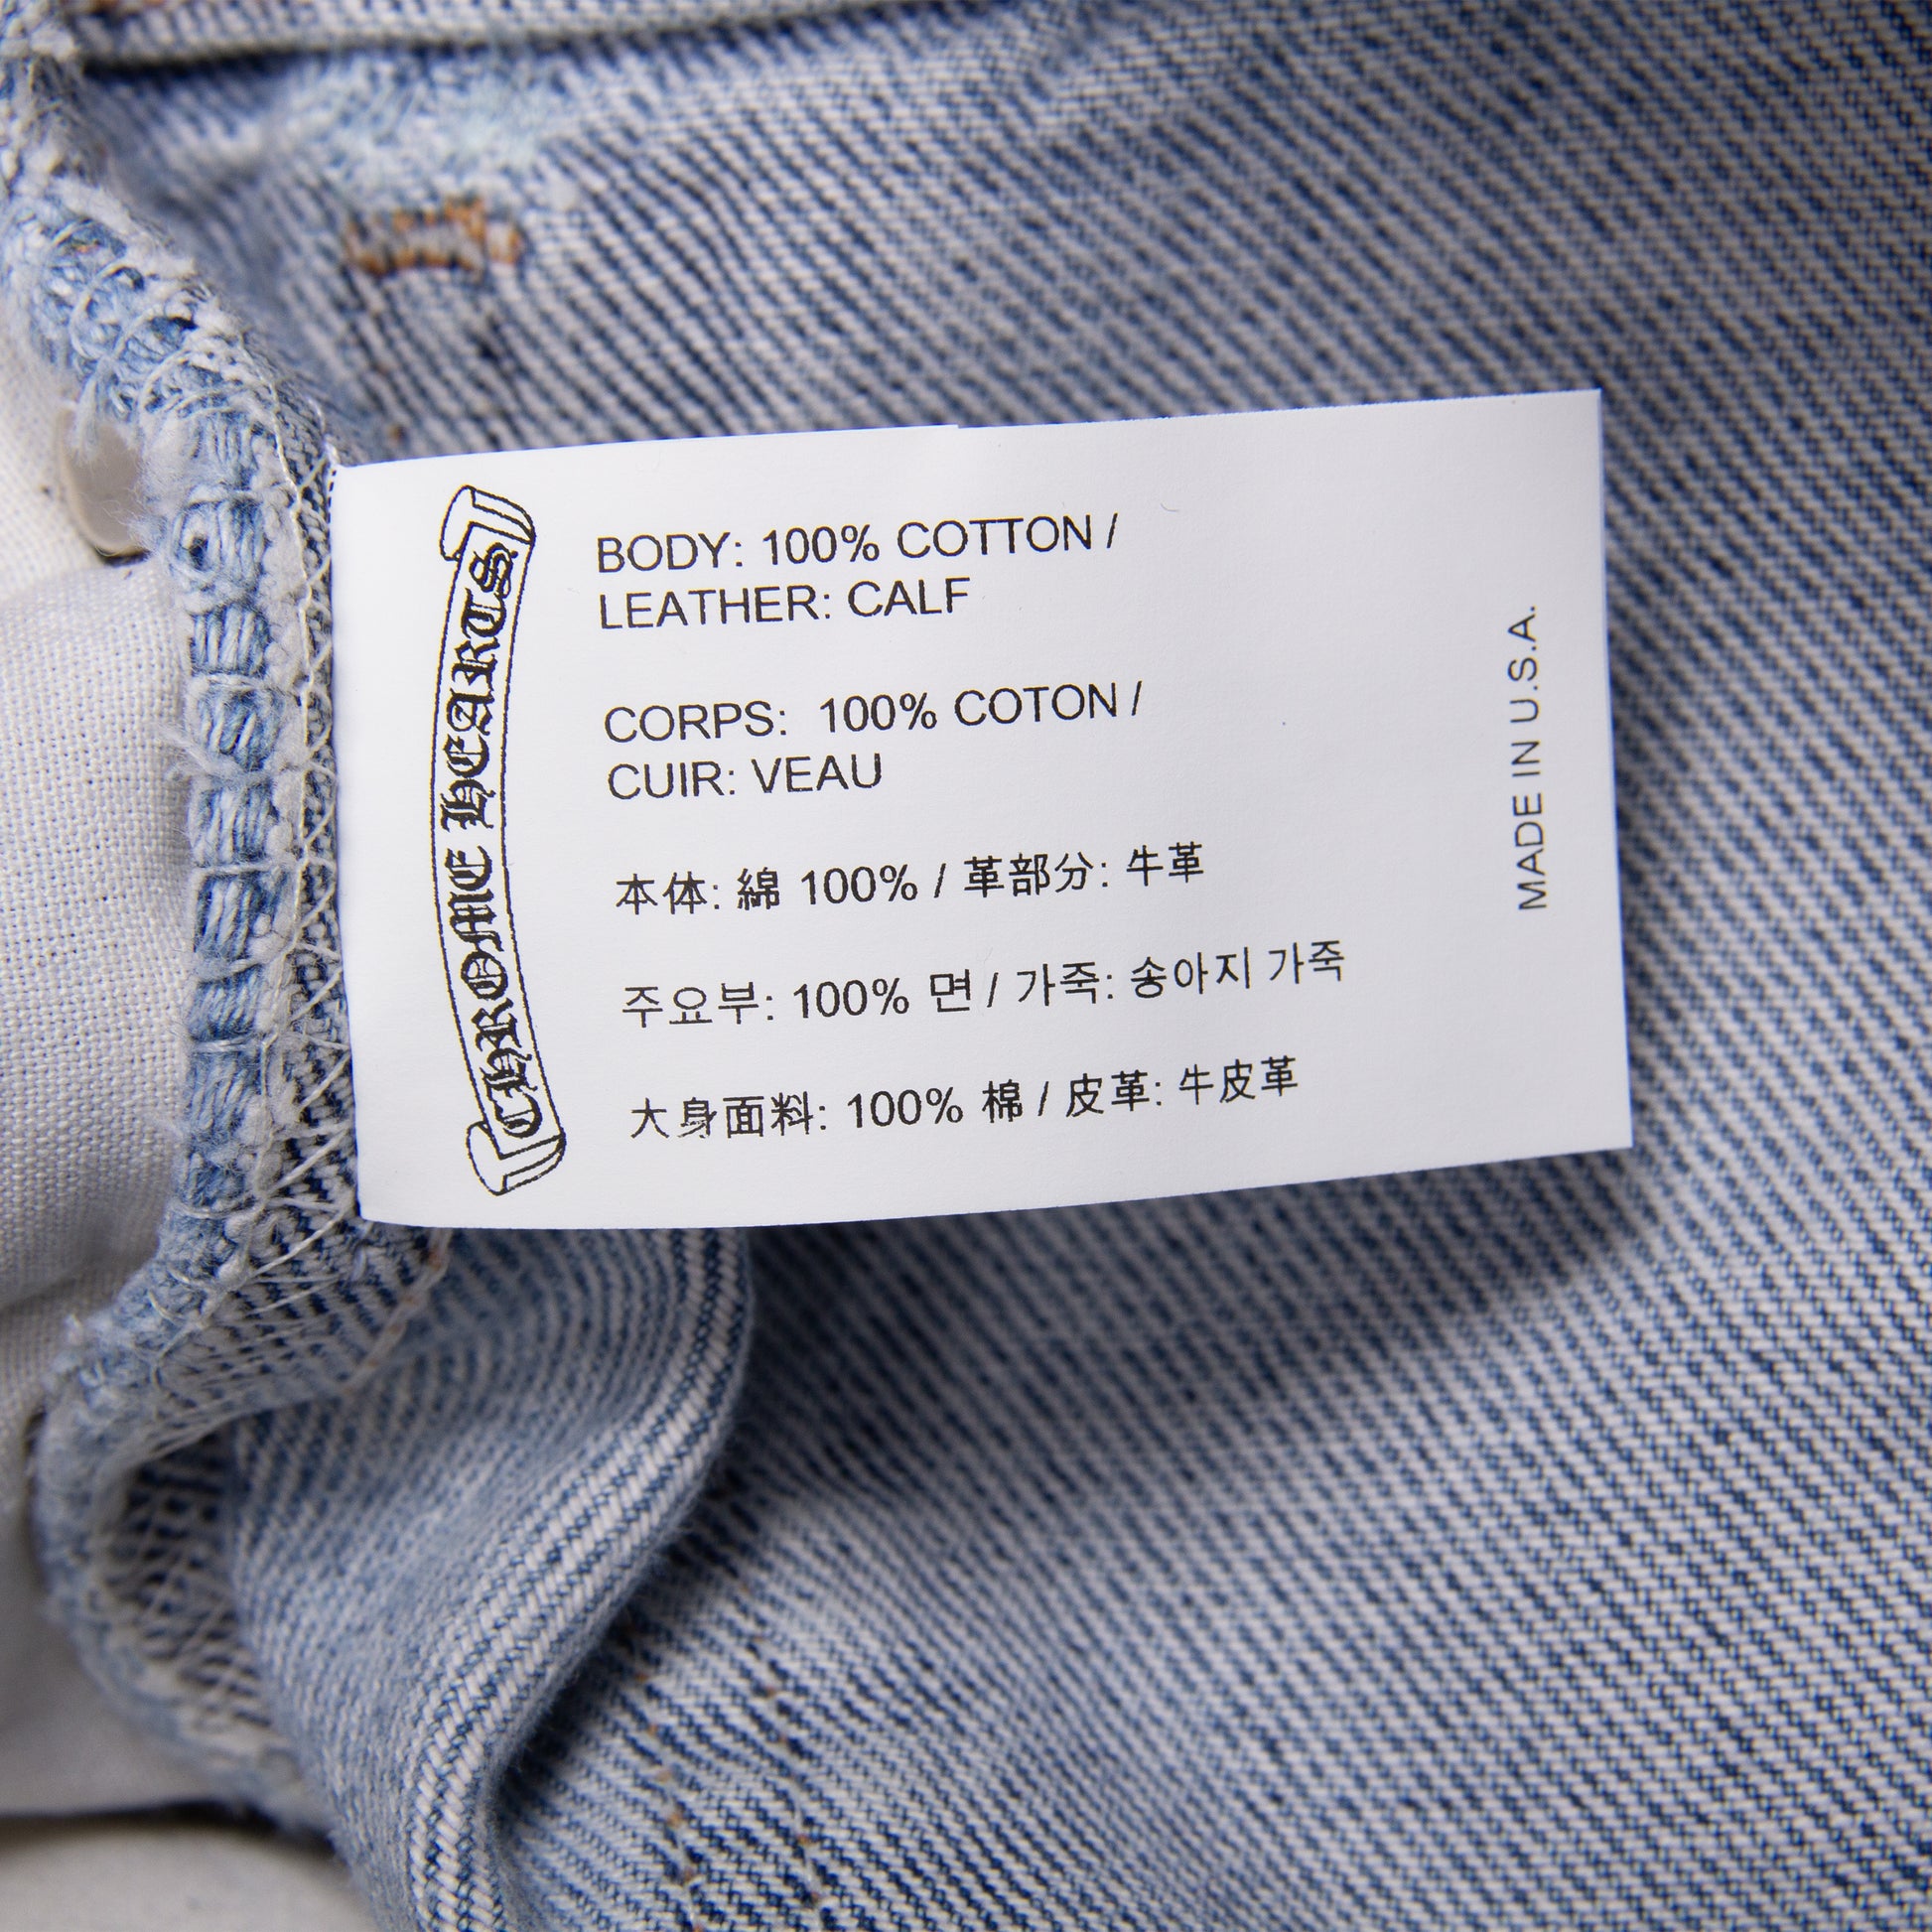 CHROME HEARTS
BODY: 100% COTTON /
LEATHER: CALF
CORPS:  100% COTON /
CUIR: VEAU
本体: 綿 100% / 革部分: 牛革
주요부: 100% 면 / 가죽: 송아지 가죽
大身面料: 100% 棉 / 皮革: 牛皮革
MADE IN U.S.A.